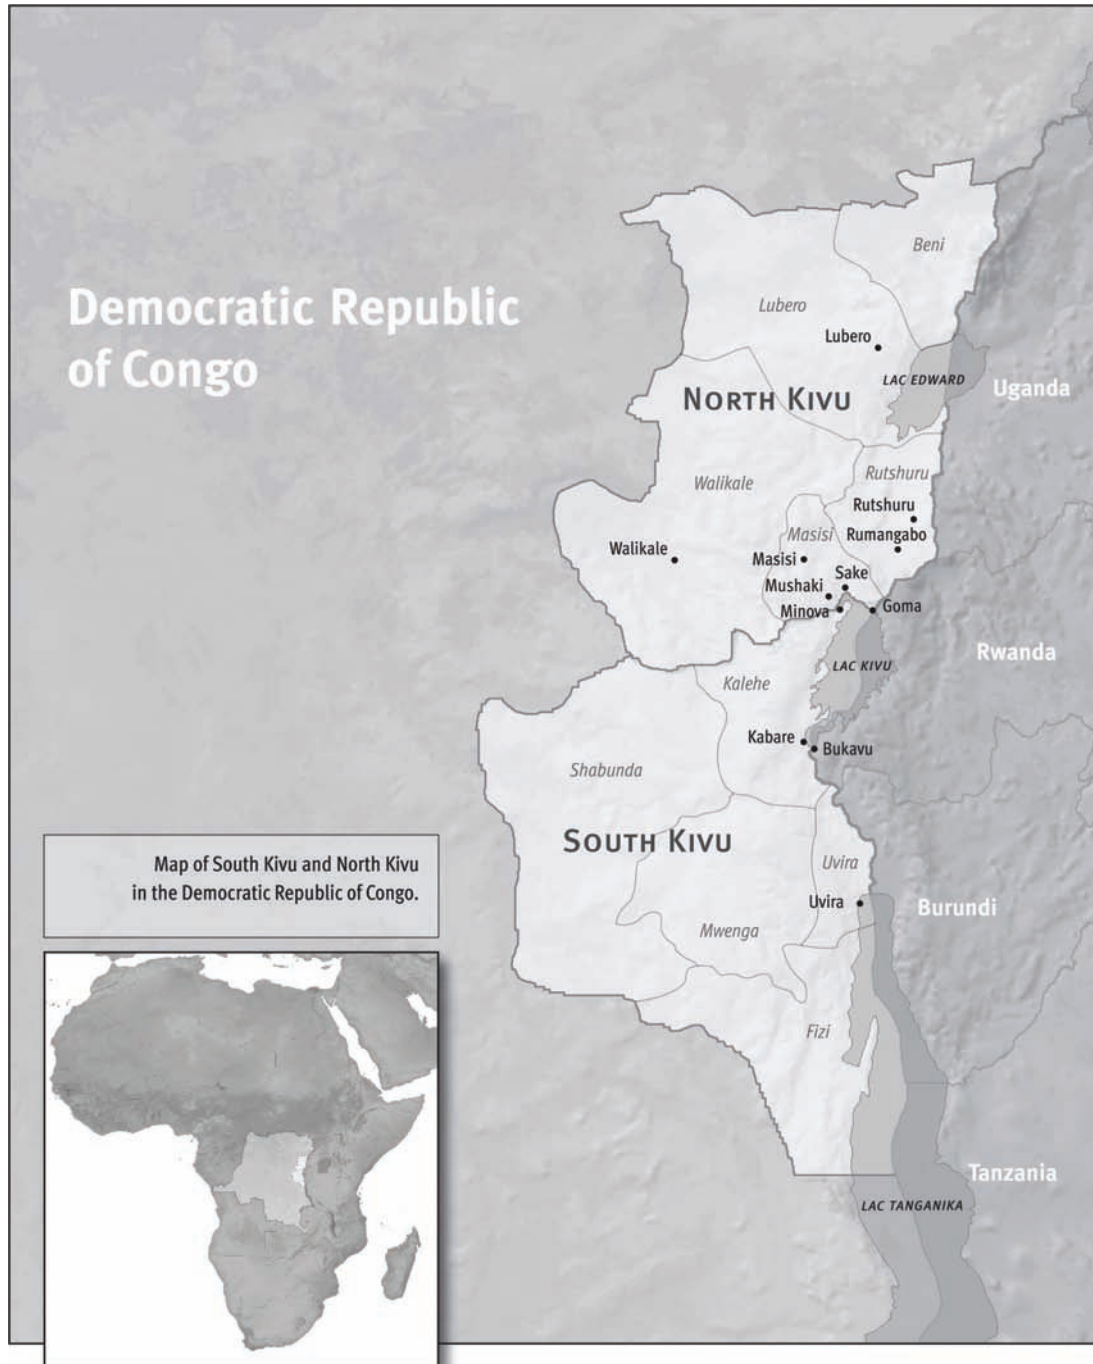 Beni
Democratic Republic
of Congo
Lubero
Lubero
LAC EDWARD
Uganda
NORTH KIVU
Rutshuru
Walikale
Rutshuru
Masisi
Rumangabo
Walikale
Masisi
Sake
Mushaki
Minova
Goma
Rwanda
LAC KIVU
Kalehe
Kabare
Bukavu
Shabunda
SOUTH KIVU
Uvira
Map of South Kivu and North Kivu
in the Democratic Republic of Congo.
Uvira
Burundi
Mwenga
Fizi
Tanzania
LAC TANGANIKA